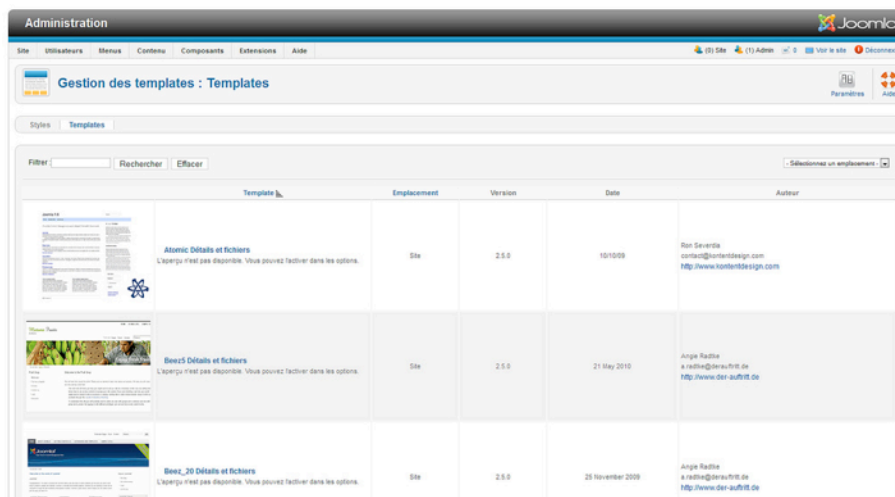 Administration
Joomla
Site Utilisateurs Menus Contenu Composants Extensions Aide (0) Site (1) Admin 0 Voir le site Déconnex
Gestion des templates : Templates
Paramètres Aide
Styles Templates
Filtrer : Rechercher Effacer - Sélectionnez un emplacement -
Template Emplacement Version Date Auteur
Atomic Détails et fichiers
L'aperçu n'est pas disponible. Vous pouvez l'activer dans les options.
Site 2.5.0 10/10/09
Ron Severdia
contact@kontentdesign.com
http://www.kontentdesign.com
Beez5 Détails et fichiers
L'aperçu n'est pas disponible. Vous pouvez l'activer dans les options.
Site 2.5.0 21 May 2010
Angie Radtke
a.radtke@derauftritt.de
http://www.der-auftritt.de
Beez_20 Détails et fichiers
L'aperçu n'est pas disponible. Vous pouvez l'activer dans les options.
Site 2.5.0 25 November 2009
Angie Radtke
a.radtke@derauftritt.de
http://www.der-auftritt.de